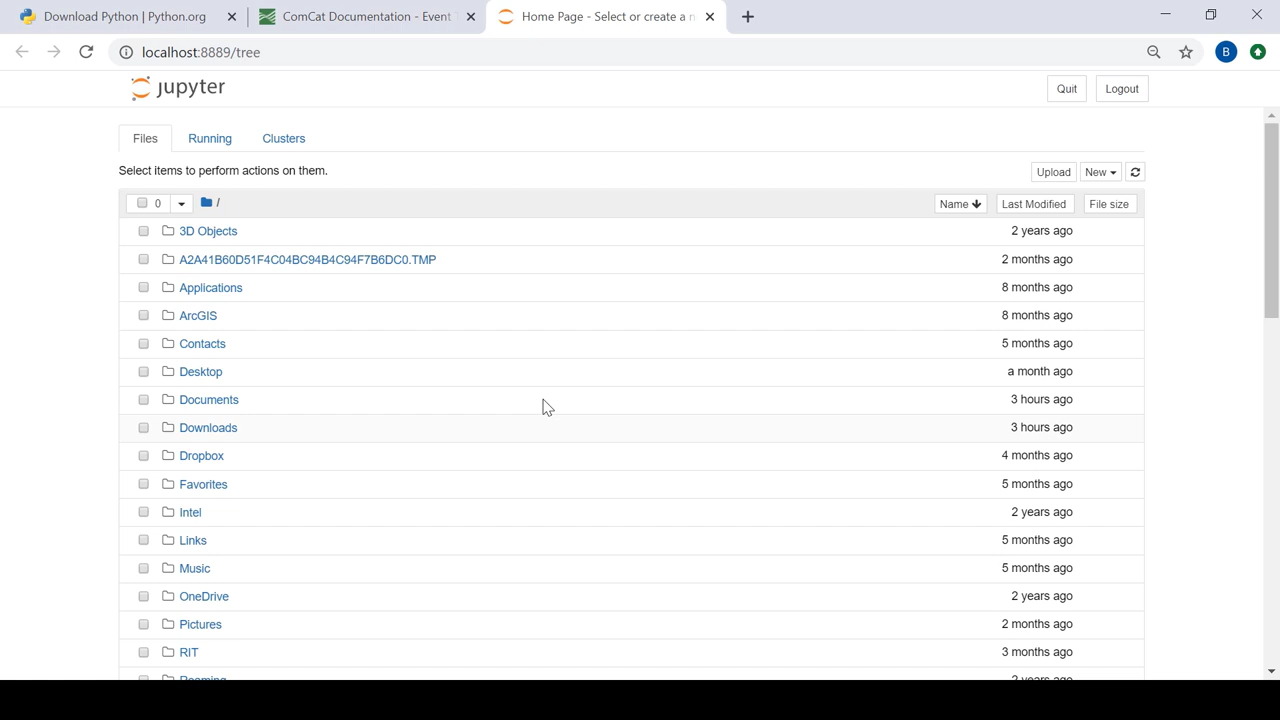 Download Python | Python.org
ComCat Documentation - Event
Home Page - Select or create a n
localhost:8889/tree
B
jupyter
Quit
Logout
Files
Running
Clusters
Select items to perform actions on them.
Upload
New
0
/
Name
Last Modified
File size
3D Objects
2 years ago
A2A41B60D51F4C04BC94B4C94F7B6DC0.TMP
2 months ago
Applications
8 months ago
ArcGIS
8 months ago
Contacts
5 months ago
Desktop
a month ago
Documents
3 hours ago
Downloads
3 hours ago
Dropbox
4 months ago
Favorites
5 months ago
Intel
2 years ago
Links
5 months ago
Music
5 months ago
OneDrive
2 years ago
Pictures
2 months ago
RIT
3 months ago
Roaming
2 years ago